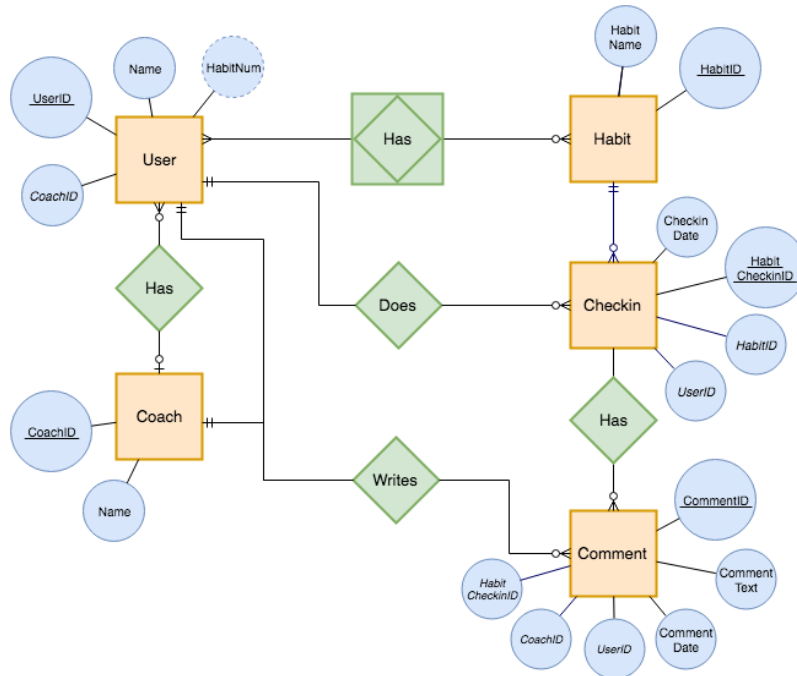 Habit
Name
Name
HabitNum
HabitID
UserID
Has
Habit
User
CoachID
Checkin
Date
Habit
CheckinID
Has
Does
Checkin
HabitID
UserID
Coach
CoachID
Has
Writes
Name
CommentID
Comment
Habit
CheckinID
Comment
Text
CoachID
UserID
Comment
Date